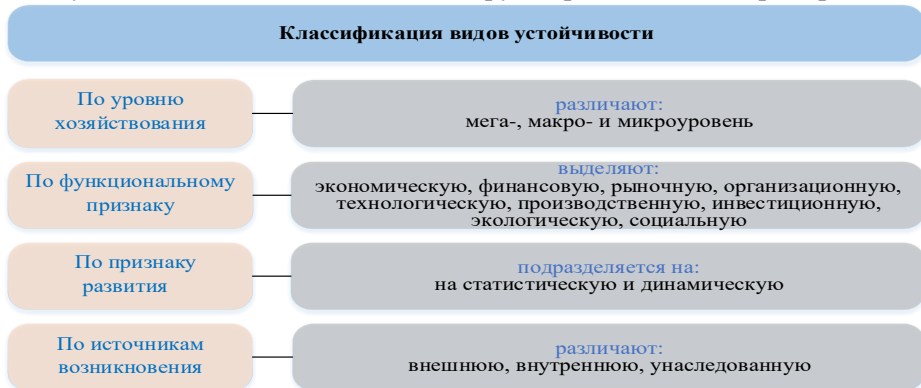 Классификация видов устойчивости
По уровню
хозяйствования
различают:
мега-, макро- и микроуровень
По функциональному
признаку
выделяют:
экономическую, финансовую, рыночную, организационную,
технологическую, производственную, инвестиционную,
экологическую, социальную
По признаку
развития
подразделяется на:
на статистическую и динамическую
По источникам
возникновения
различают:
внешнюю, внутреннюю, унаследованную